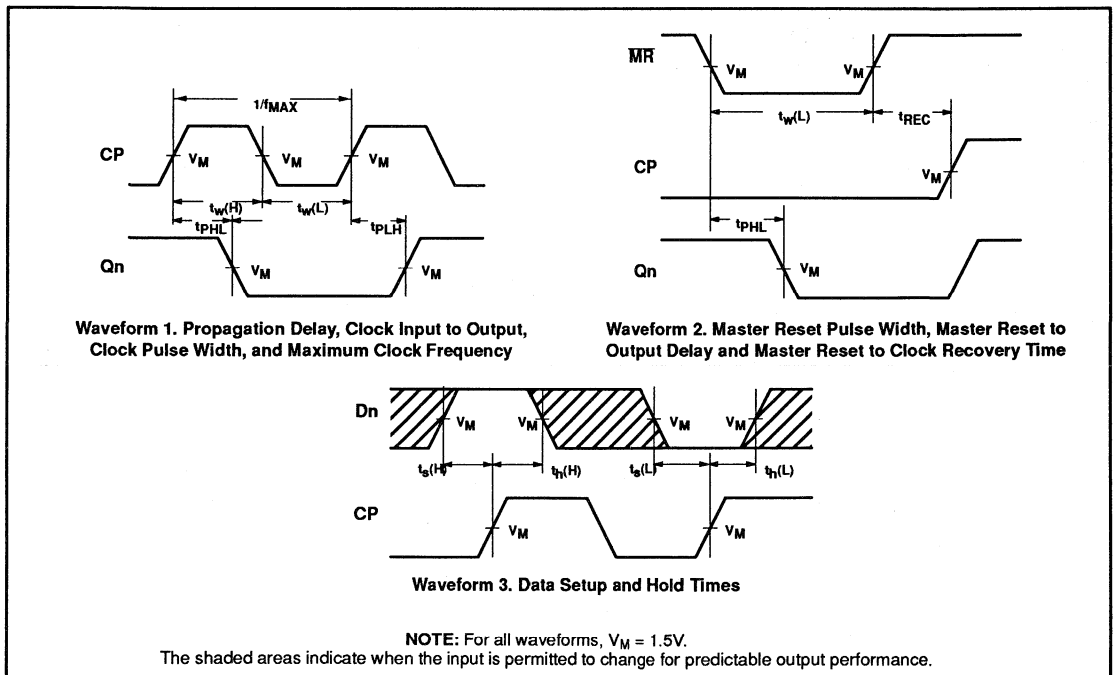 1/fMAX
CP
VM
VM
VM
tw(H)
tw(L)
tPHL
tPLH
Qn
VM
VM
Waveform 1. Propagation Delay, Clock Input to Output,
Clock Pulse Width, and Maximum Clock Frequency
M̅R̅
VM
VM
tw(L)
tREC
CP
VM
tPHL
Qn
VM
Waveform 2. Master Reset Pulse Width, Master Reset to
Output Delay and Master Reset to Clock Recovery Time
Dn
VM
VM
VM
VM
ts(H)
th(H)
ts(L)
th(L)
CP
VM
VM
Waveform 3. Data Setup and Hold Times
NOTE: For all waveforms, VM = 1.5V.
The shaded areas indicate when the input is permitted to change for predictable output performance.